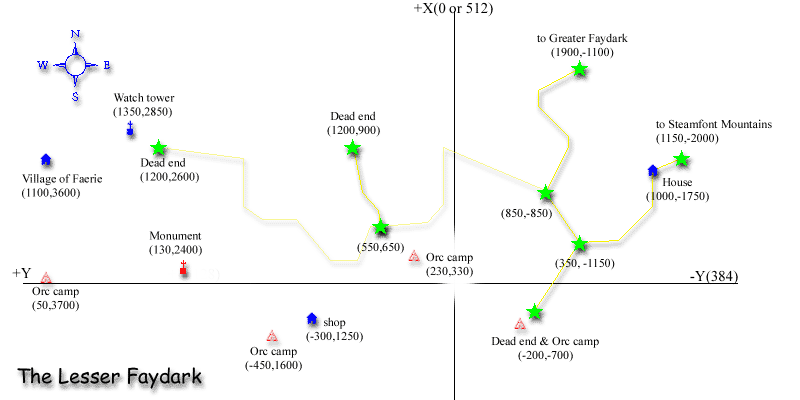 +X(0 or 512)
N
W E
S
to Greater Faydark
(1900,-1100)
Watch tower
(1350,2850)
Dead end
(1200,900)
to Steamfont Mountains
(1150,-2000)
Dead end
(1200,2600)
Village of Faerie
(1100,3600)
House
(1000,-1750)
(850,-850)
Monument
(130,2400)
(550,650)
Orc camp
(230,330)
(350, -1150)
+Y
-Y(384)
Orc camp
(50,3700)
shop
(-300,1250)
Dead end & Orc camp
(-200,-700)
Orc camp
(-450,1600)
The Lesser Faydark